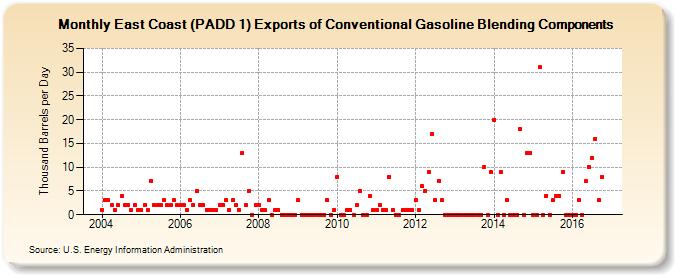 Monthly East Coast (PADD 1) Exports of Conventional Gasoline Blending Components
Thousand Barrels per Day
35
30
25
20
15
10
5
0
2004 2006 2008 2010 2012 2014 2016
Source: U.S. Energy Information Administration